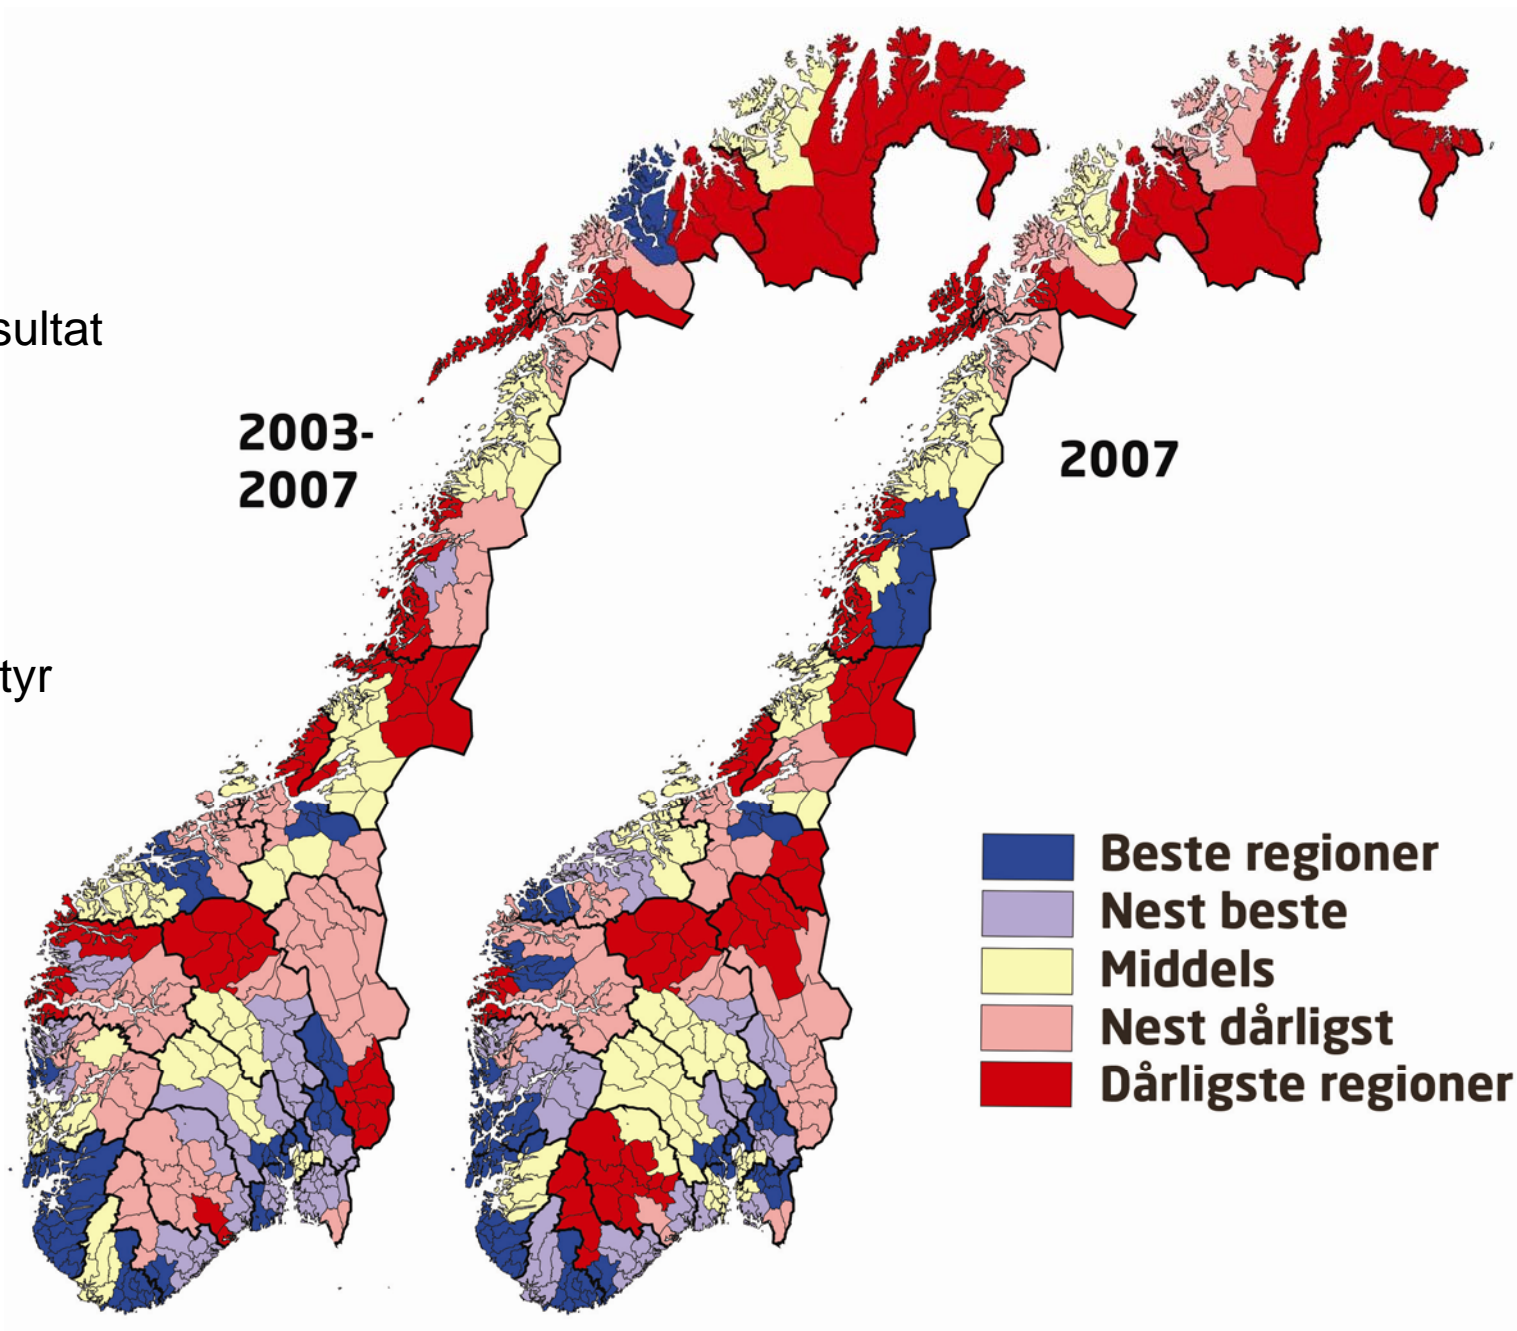 sultat
2003-
2007
2007
tyr
Beste regioner
Nest beste
Middels
Nest dårligst
Dårligste regioner